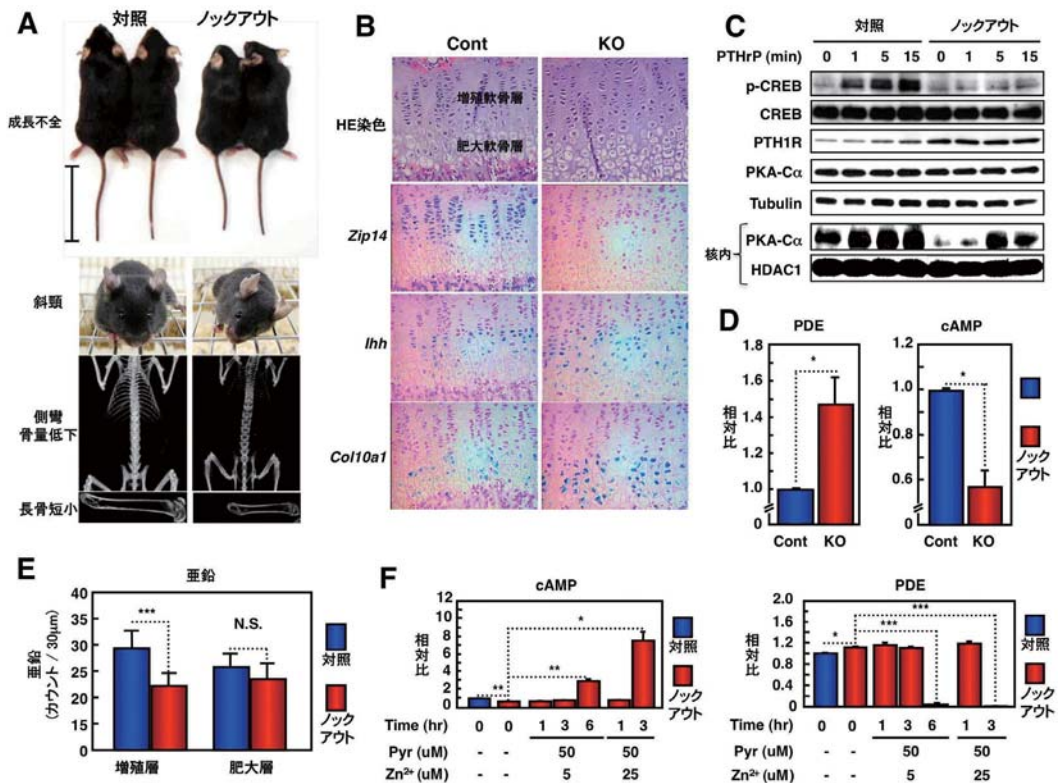 A
対照 ノックアウト
成長不全
斜頸
側彎
骨量低下
長骨短小
B
Cont KO
HE染色
増殖軟骨層
肥大軟骨層
Zip14
Ihh
Col10a1
C
対照 ノックアウト
PTHrP (min) 0 1 5 15 0 1 5 15
p-CREB
CREB
PTH1R
PKA-Cα
Tubulin
核内
PKA-Cα
HDAC1
D
PDE
相対比
1.8
1.6
1.4
1.2
1.0
0
*
Cont KO
cAMP
相対比
1.2
1.0
0.8
0.6
0
*
Cont KO
ノック
アウト
E
亜鉛
亜鉛
(カウント / 30μm)
40
35
30
25
20
15
0
***
N.S.
増殖層 肥大層
対照
ノック
アウト
F
cAMP
相対比
12
10
8
6
4
2
0
**
**
*
対照
ノック
アウト
Time (hr) 0 0 1 3 6 1 3
Pyr (uM) - - 50 50
Zn²⁺ (uM) - - 5 25
PDE
相対比
2.0
1.6
1.2
0.8
0.4
0
*
***
***
対照
ノック
アウト
Time (hr) 0 0 1 3 6 1 3
Pyr (uM) - - 50 50
Zn²⁺ (uM) - - 5 25